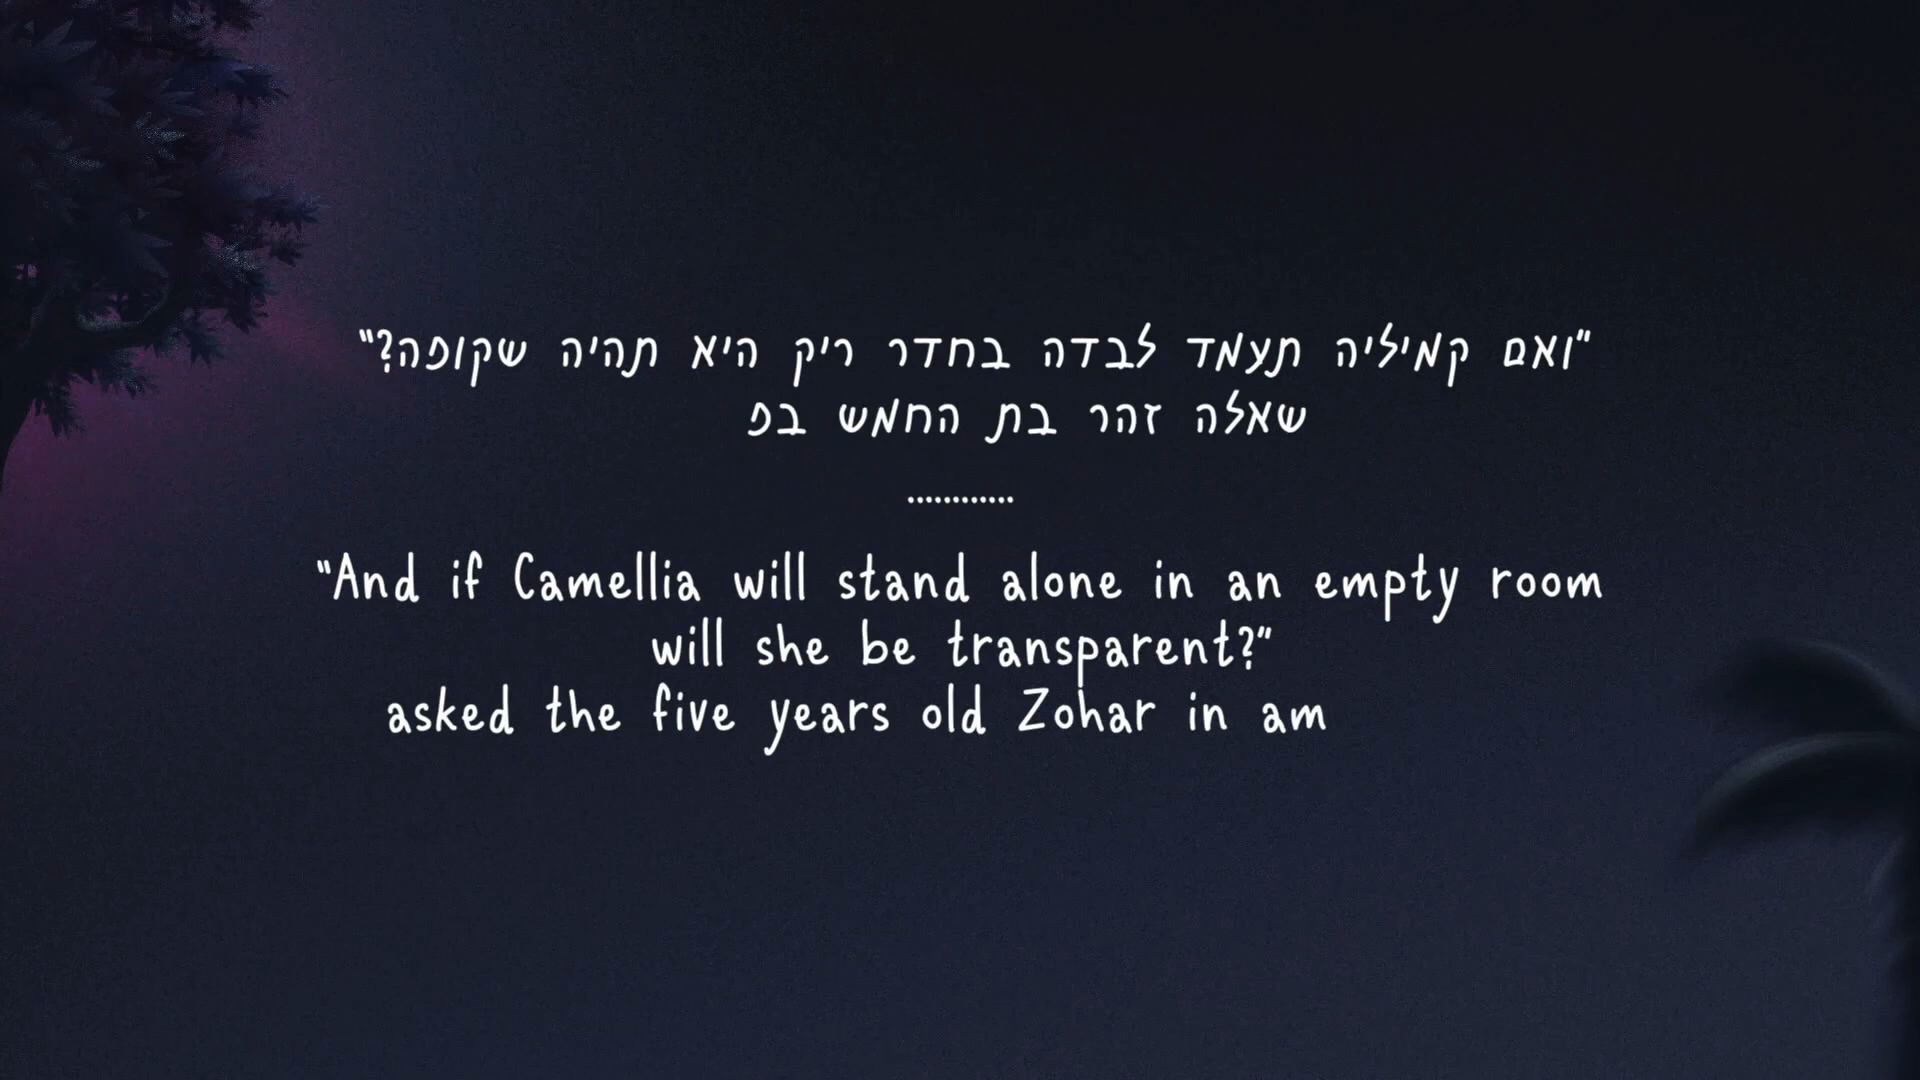 "ואם קמיליה תעמוד לבדה בחדר ריק היא תהיה שקופה?"
שאלה זהר בת החמש בפ
............
"And if Camellia will stand alone in an empty room
will she be transparent?"
asked the five years old Zohar in am